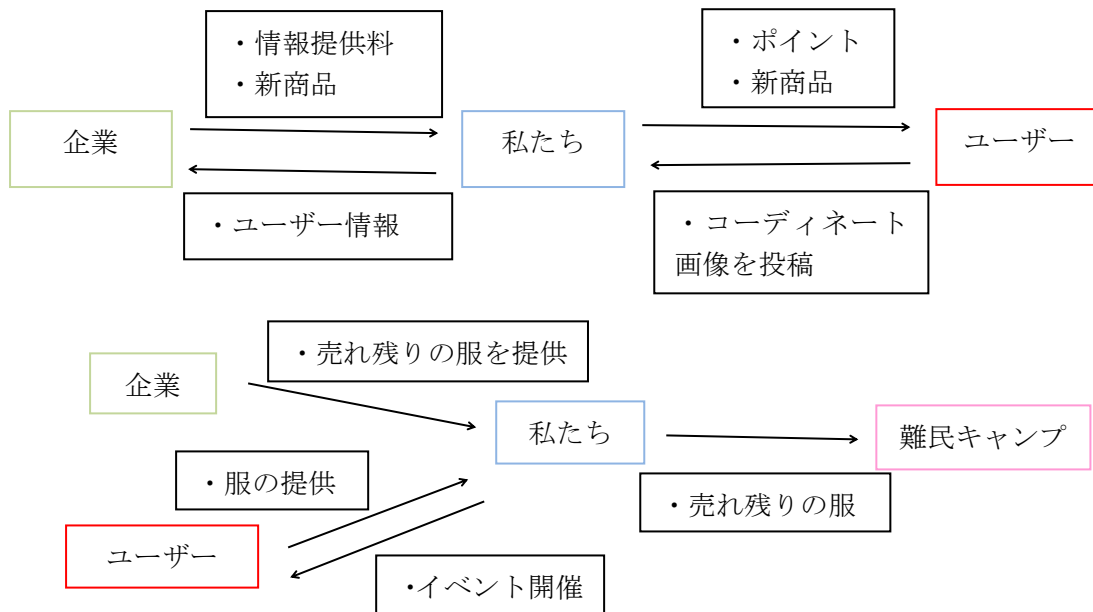 ・情報提供料
・新商品
・ポイント
・新商品
企業
私たち
ユーザー
・ユーザー情報
・コーディネート
画像を投稿
・売れ残りの服を提供
企業
私たち
難民キャンプ
・服の提供
・売れ残りの服
ユーザー
・イベント開催